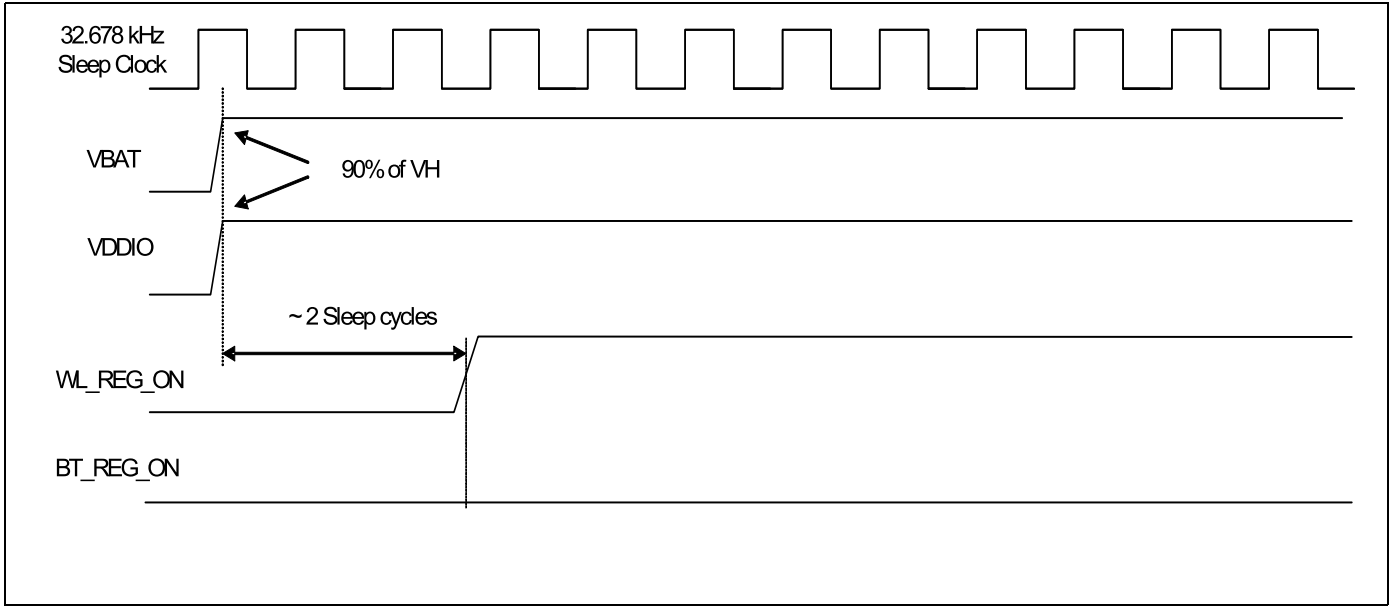 32.678 kHz
Sleep Clock
VBAT
90% of VH
VDDIO
~ 2 Sleep cycles
WL_REG_ON
BT_REG_ON